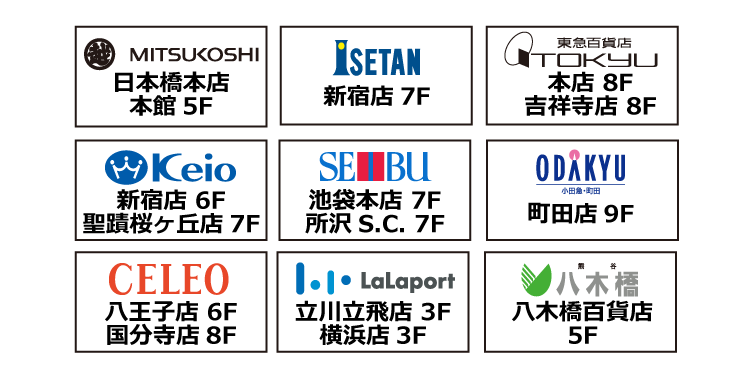 越 MITSUKOSHI
日本橋本店
本館 5F
ISETAN
新宿店 7F
東急百貨店
TOKYU
本店 8F
吉祥寺店 8F
Keio
新宿店 6F
聖蹟桜ヶ丘店 7F
SEIBU
池袋本店 7F
所沢 S.C. 7F
ODAKYU
小田急・町田
町田店 9F
CELEO
八王子店 6F
国分寺店 8F
LaLaport
立川立飛店 3F
横浜店 3F
熊谷
八木橋
八木橋百貨店
5F